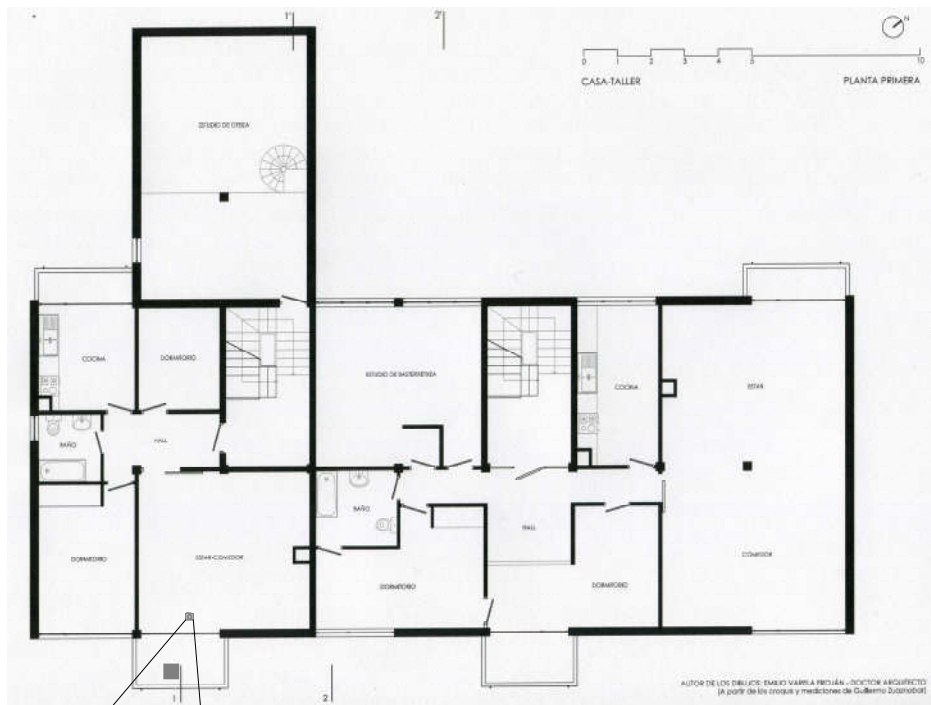 1'
2'
N
0 1 2 3 4 5 10
CASA-TALLER
PLANTA PRIMERA
ESTUDIO DE OTEIZA
COCINA
DORMITORIO
ESTUDIO DE BASTERRETXEA
COCINA
ESTAR
BAÑO
HALL
BAÑO
HALL
DORMITORIO
ESTAR-COMEDOR
DORMITORIO
DORMITORIO
COMEDOR
1
2
AUTOR DE LOS DIBUJOS: EMILIO VARELA FROJÁN - DOCTOR ARQUITECTO
(A partir de los croquis y mediciones de Guillermo Zuaznabar)